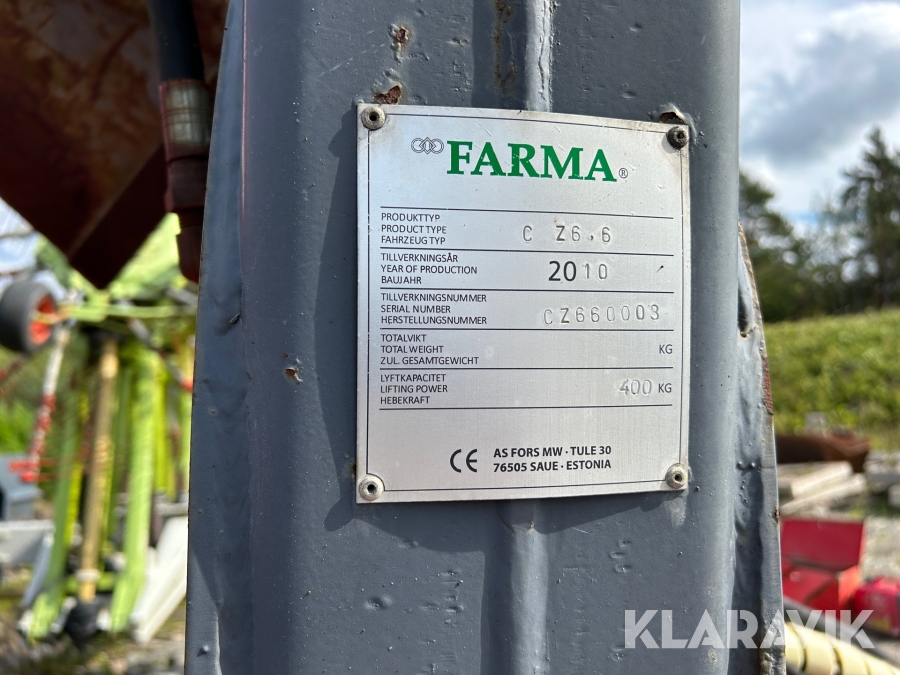 FARMA®
PRODUKTTYP
PRODUCT TYPE
FAHRZEUG TYP
C Z6.6
TILLVERKNINGSÅR
YEAR OF PRODUCTION
BAUJAHR
2010
TILLVERKNINGSNUMMER
SERIAL NUMBER
HERSTELLUNGSNUMMER
CZ660003
TOTALVIKT
TOTAL WEIGHT
ZUL. GESAMTGEWICHT
KG
LYFTKAPACITET
LIFTING POWER
HEBEKRAFT
400 KG
CE
AS FORS MW · TULE 30
76505 SAUE · ESTONIA
KLARAVIK